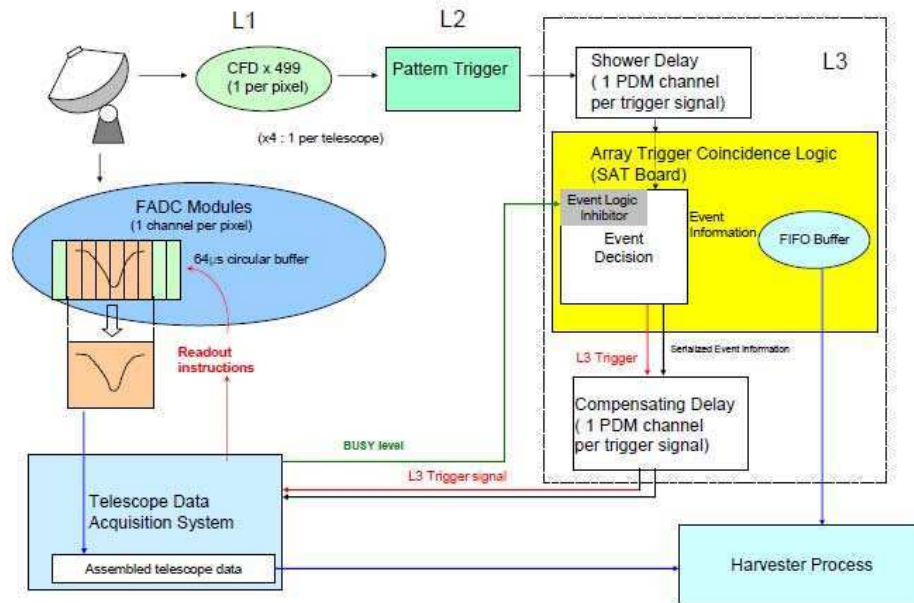 L1
L2
L3
CFD x 499
(1 per pixel)
Pattern Trigger
Shower Delay
( 1 PDM channel
per trigger signal)
(x4 : 1 per telescope)
Array Trigger Coincidence Logic
(SAT Board)
Event Logic
Inhibitor
Event
Decision
Event
Information
FIFO Buffer
FADC Modules
(1 channel per pixel)
64µs circular buffer
Readout
instructions
L3 Trigger
Serialized Event Information
Compensating Delay
( 1 PDM channel
per trigger signal)
BUSY level
L3 Trigger signal
Telescope Data
Acquisition System
Assembled telescope data
Harvester Process